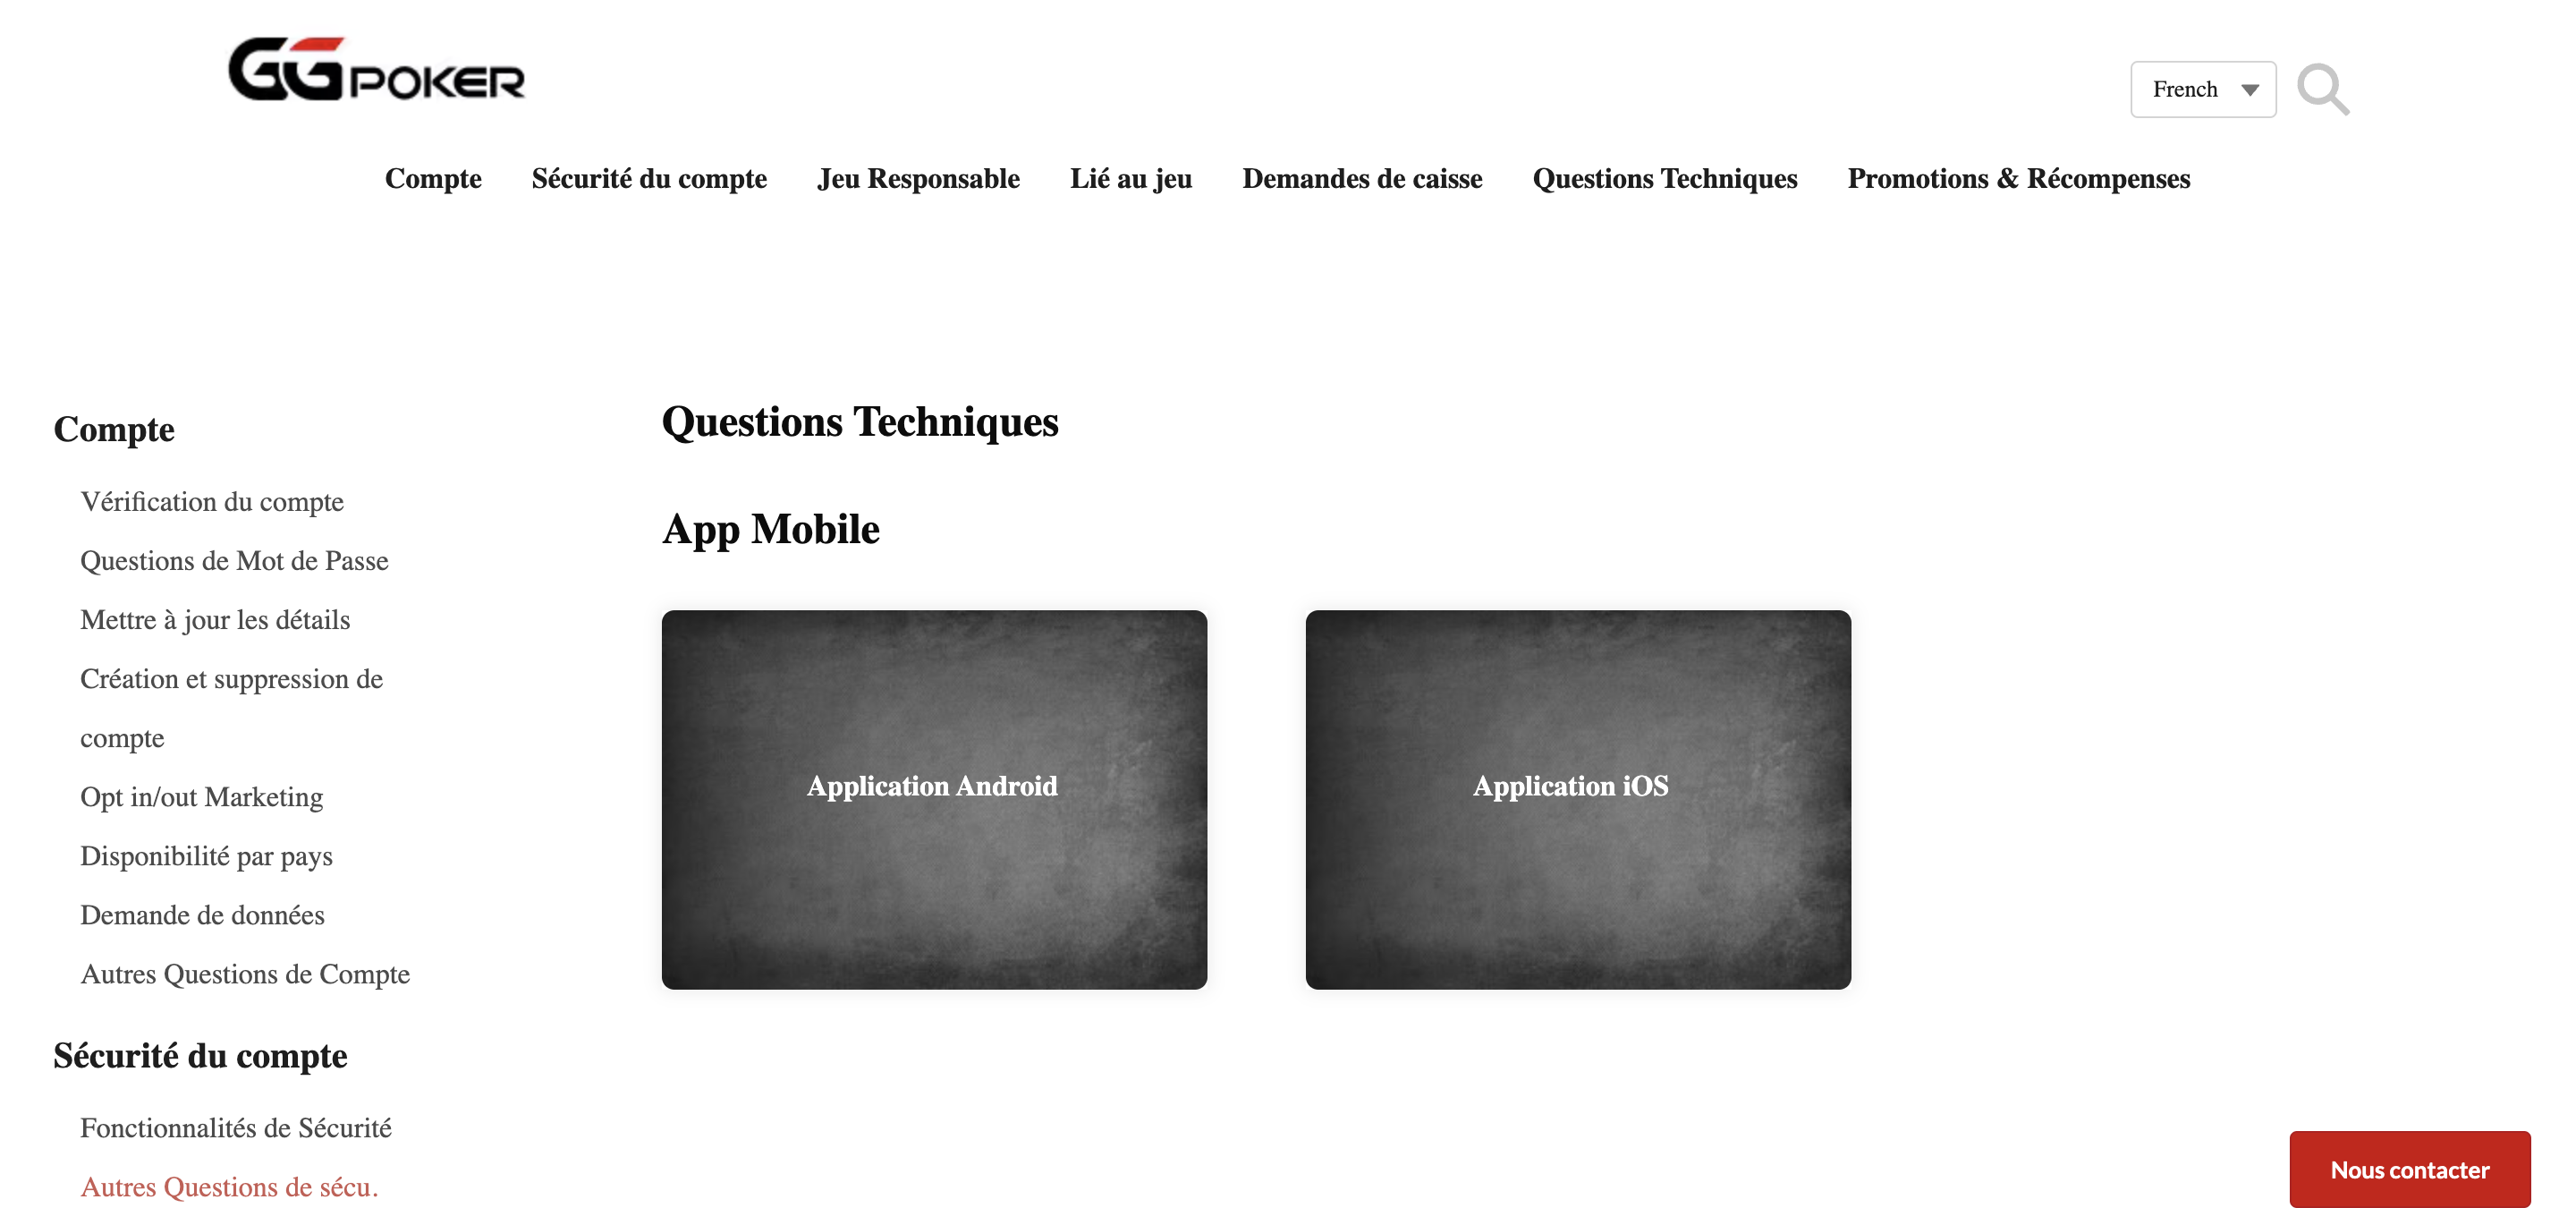 GGPOKER
French
Compte Sécurité du compte Jeu Responsable Lié au jeu Demandes de caisse Questions Techniques Promotions & Récompenses
Compte
Vérification du compte
Questions de Mot de Passe
Mettre à jour les détails
Création et suppression de
compte
Opt in/out Marketing
Disponibilité par pays
Demande de données
Autres Questions de Compte
Sécurité du compte
Fonctionnalités de Sécurité
Autres Questions de sécu.
Questions Techniques
App Mobile
Application Android
Application iOS
Nous contacter